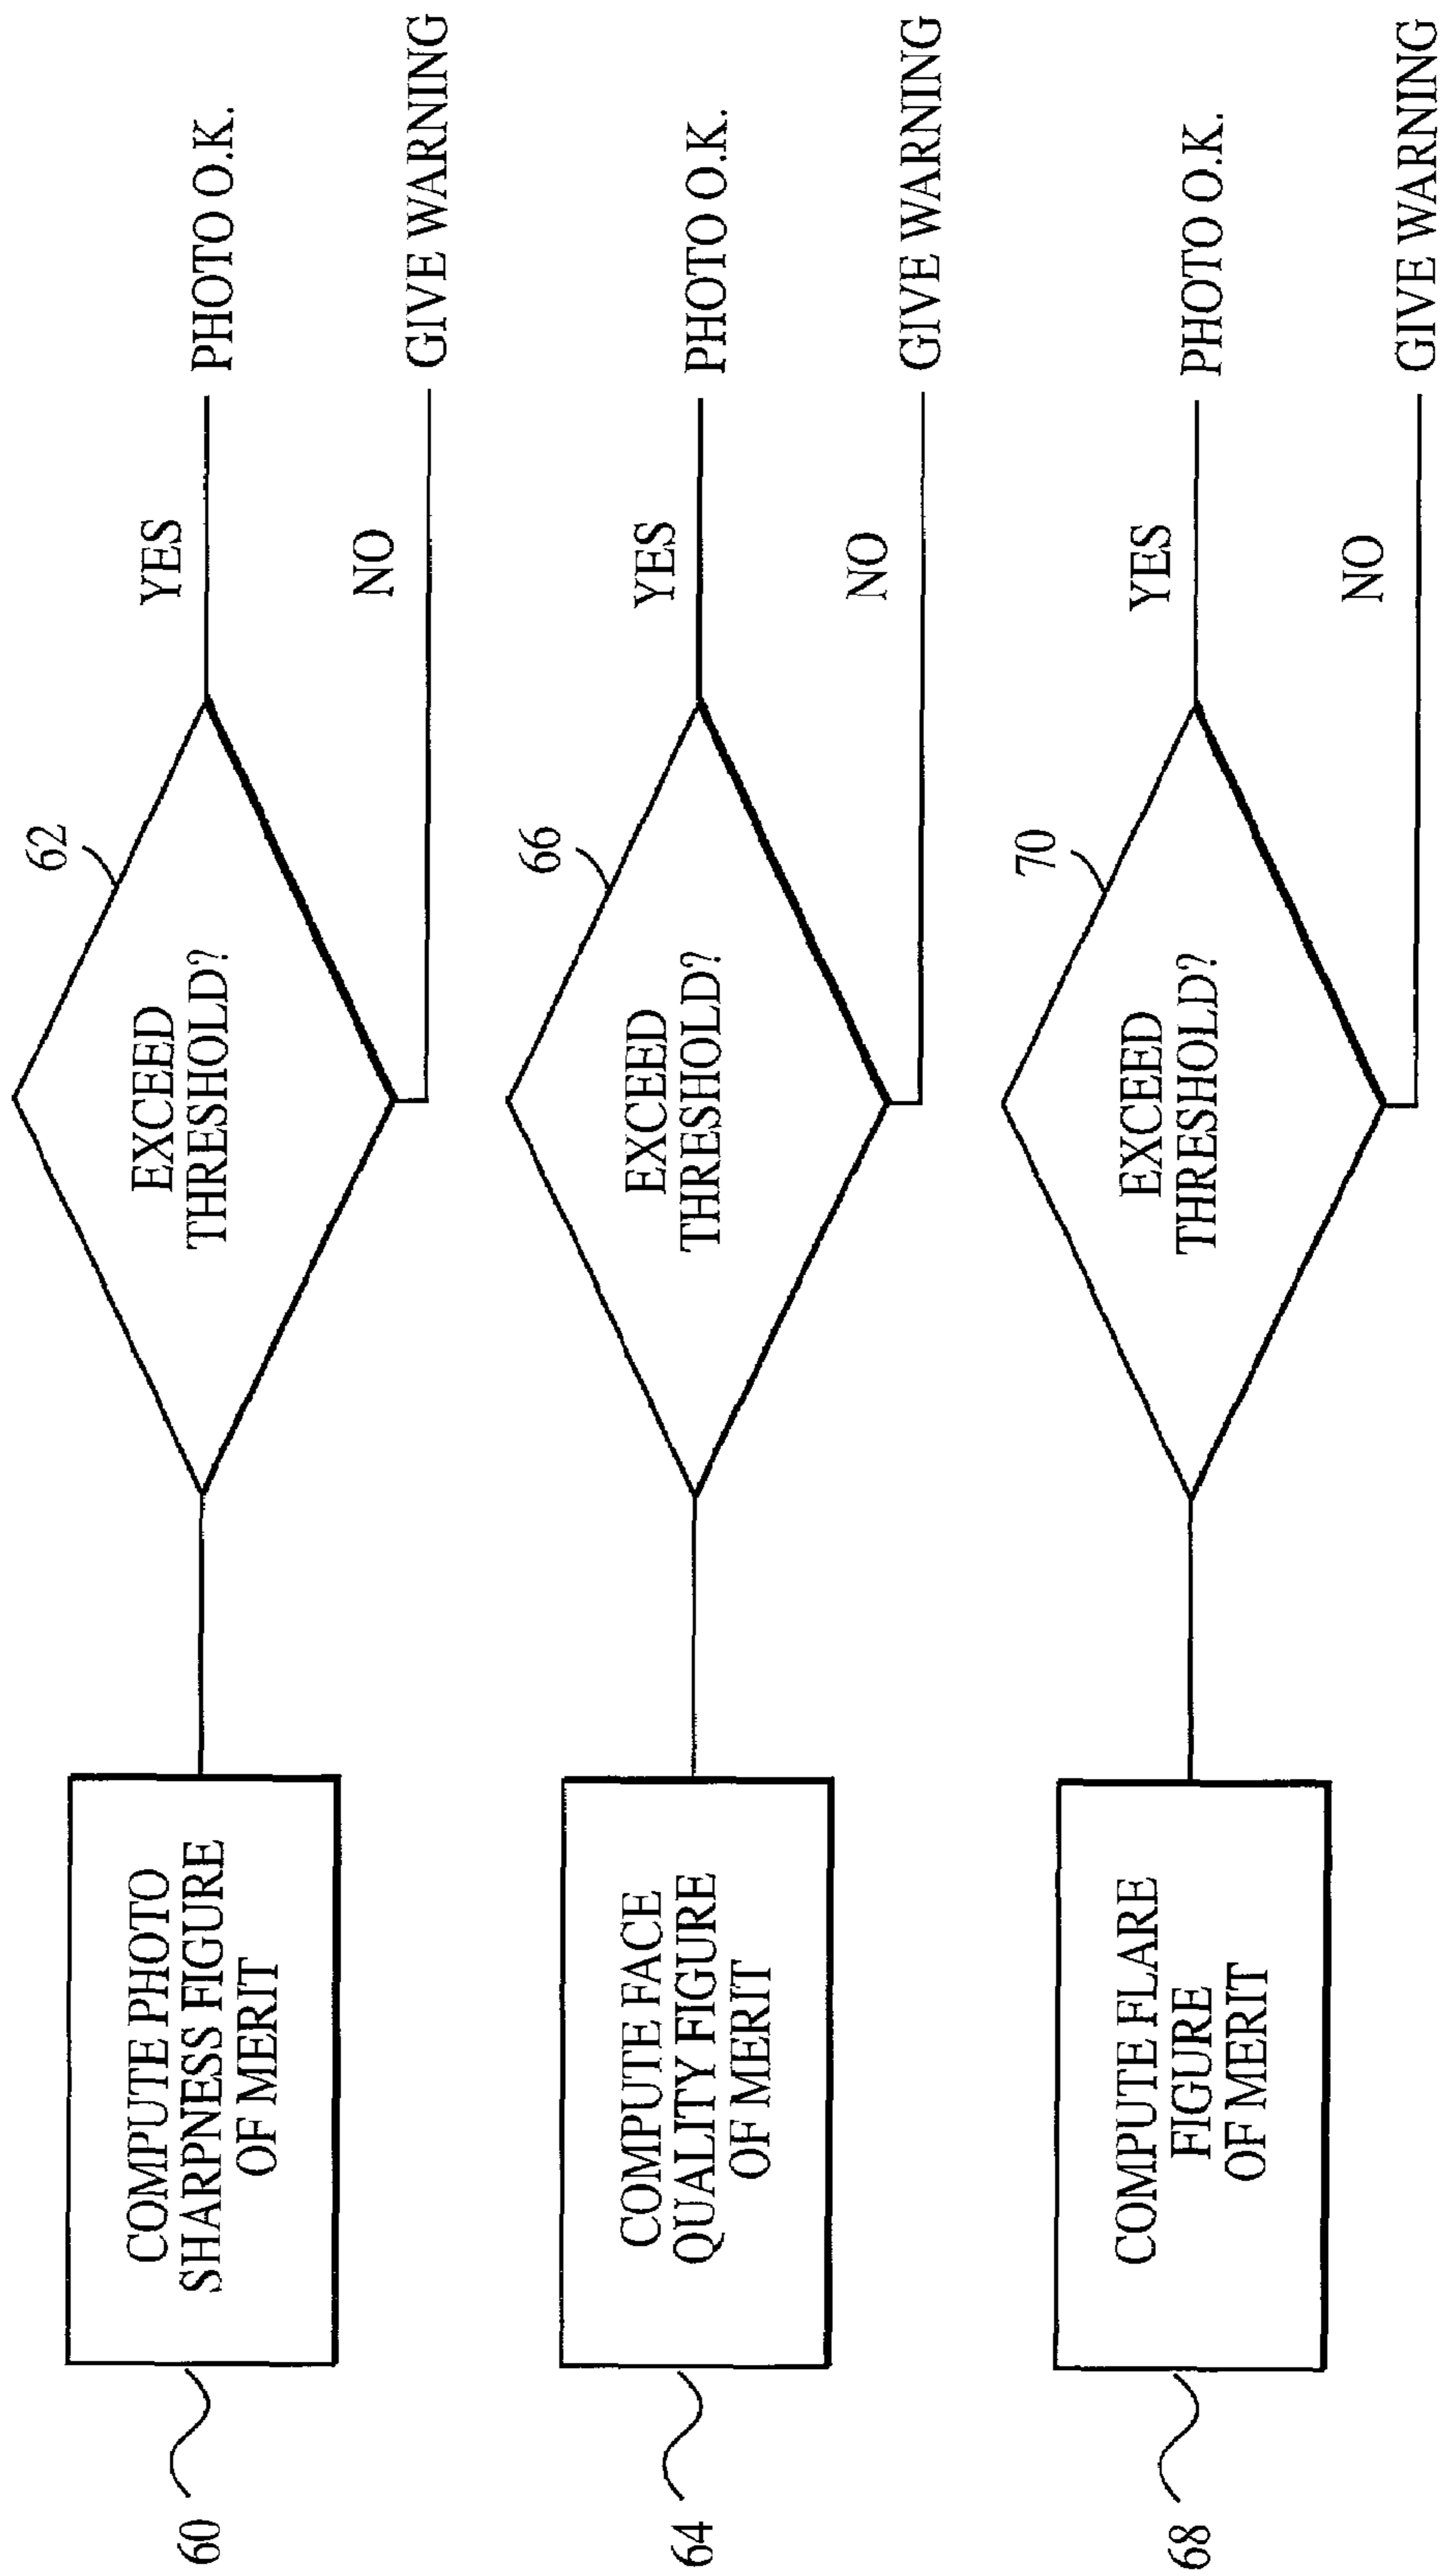 60
COMPUTE PHOTO
SHARPNESS FIGURE
OF MERIT
62
EXCEED
THRESHOLD?
YES
PHOTO O.K.
NO
GIVE WARNING
64
COMPUTE FACE
QUALITY FIGURE
OF MERIT
66
EXCEED
THRESHOLD?
YES
PHOTO O.K.
NO
GIVE WARNING
68
COMPUTE FLARE
FIGURE
OF MERIT
70
EXCEED
THRESHOLD?
YES
PHOTO O.K.
NO
GIVE WARNING